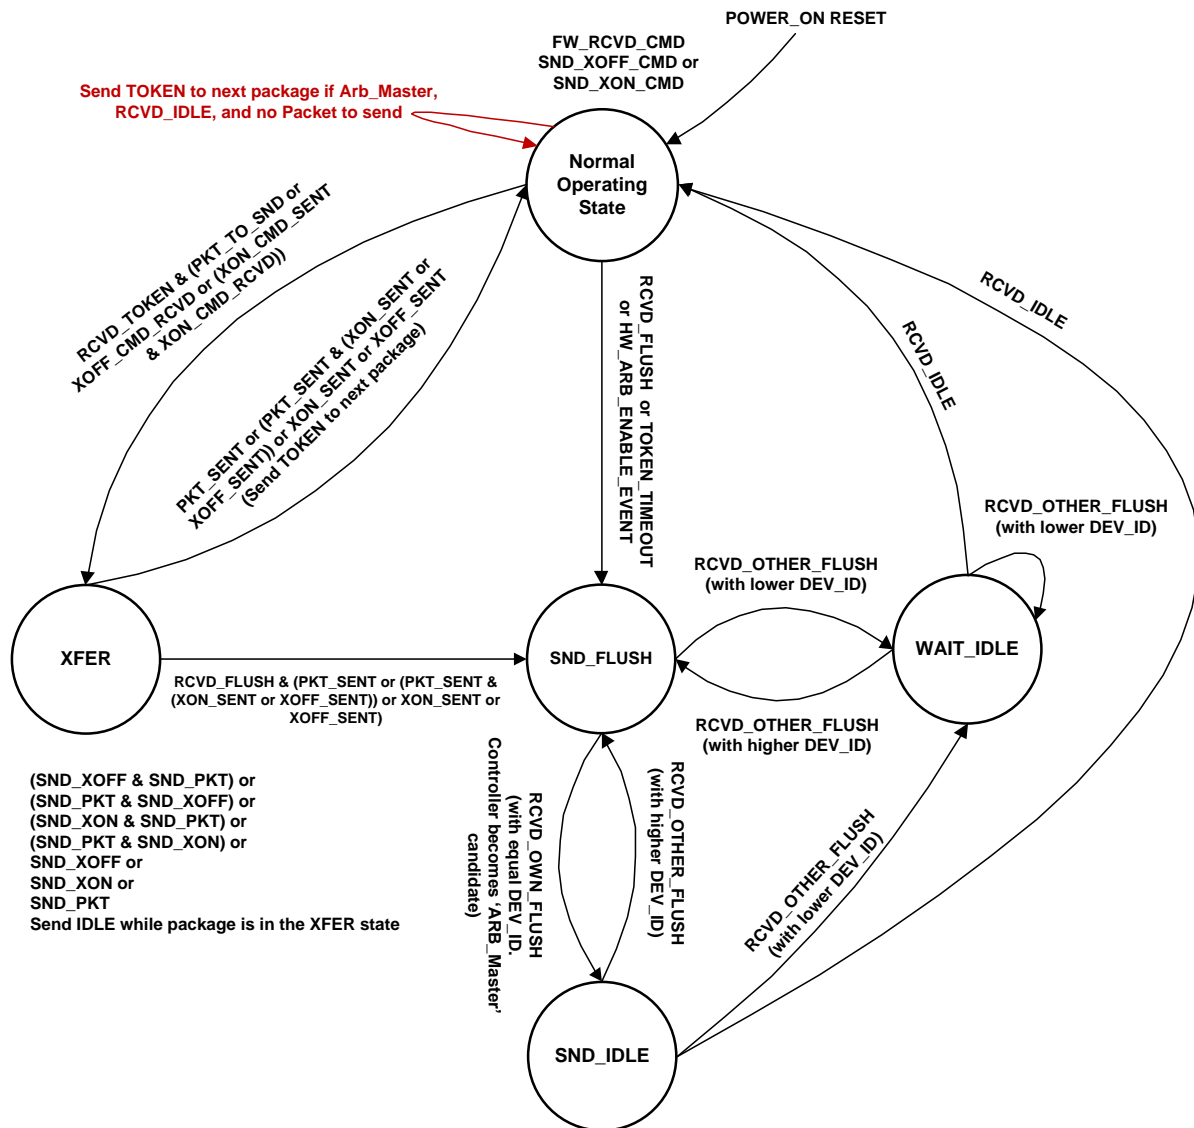 POWER_ON RESET
FW_RCVD_CMD
SND_XOFF_CMD or
SND_XON_CMD
Send TOKEN to next package if Arb_Master,
RCVD_IDLE, and no Packet to send
Normal
Operating
State
RCVD_TOKEN & (PKT_TO_SND or
XOFF_CMD_RCVD or (XON_CMD_SENT
& XON_CMD_RCVD))
PKT_SENT or (PKT_SENT & (XON_SENT or
XOFF_SENT)) or XON_SENT or XOFF_SENT
(Send TOKEN to next package)
RCVD_FLUSH or TOKEN_TIMEOUT
or HW_ARB_ENABLE_EVENT
RCVD_IDLE
RCVD_IDLE
RCVD_OTHER_FLUSH
(with lower DEV_ID)
RCVD_OTHER_FLUSH
(with lower DEV_ID)
XFER
SND_FLUSH
WAIT_IDLE
RCVD_FLUSH & (PKT_SENT or (PKT_SENT &
(XON_SENT or XOFF_SENT)) or XON_SENT or
XOFF_SENT)
RCVD_OTHER_FLUSH
(with higher DEV_ID)
(SND_XOFF & SND_PKT) or
(SND_PKT & SND_XOFF) or
(SND_XON & SND_PKT) or
(SND_PKT & SND_XON) or
SND_XOFF or
SND_XON or
SND_PKT
Send IDLE while package is in the XFER state
RCVD_OWN_FLUSH
(with equal DEV_ID.
Controller becomes ‘ARB_Master’
candidate)
RCVD_OTHER_FLUSH
(with higher DEV_ID)
RCVD_OTHER_FLUSH
(with lower DEV_ID)
SND_IDLE